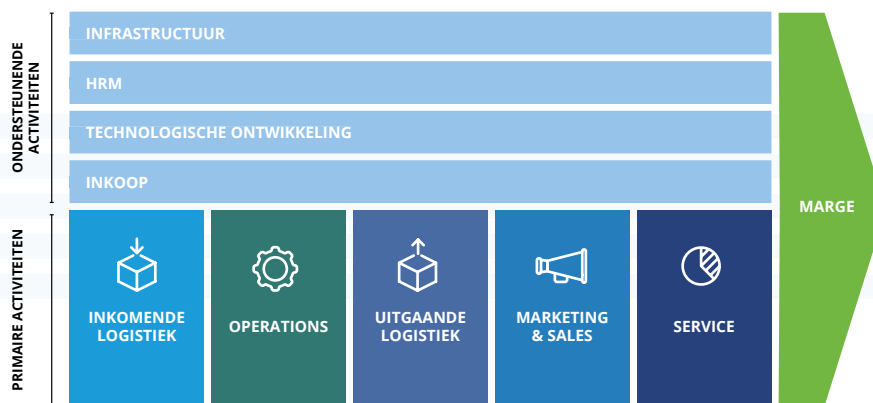 ONDERSTEUNENDE
ACTIVITEITEN
INFRASTRUCTUUR
HRM
TECHNOLOGISCHE ONTWIKKELING
INKOOP
MARGE
PRIMAIRE ACTIVITEITEN
INKOMENDE
LOGISTIEK
OPERATIONS
UITGAANDE
LOGISTIEK
MARKETING
& SALES
SERVICE